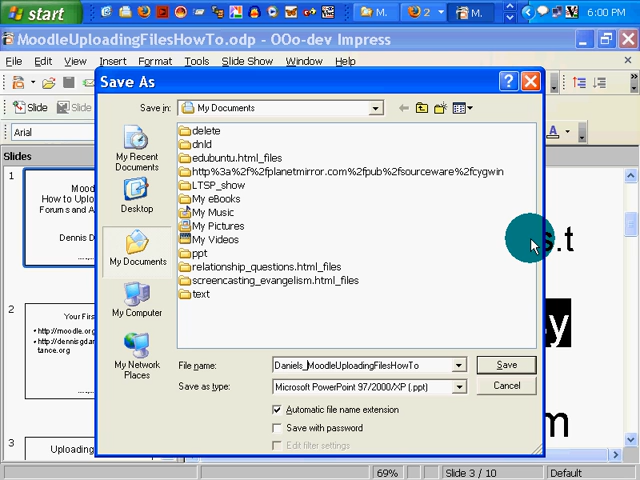 start
M.
2
M.
6:00 PM
MoodleUploadingFilesHowTo.odp - OOo-dev Impress
File Edit View Insert Format Tools Slide Show Window Help
Slide
Slid
Arial
Slides
Save As
Save in:
My Documents
My Recent
Documents
Desktop
My Documents
My Computer
My Network
Places
delete
dnld
edubuntu.html_files
http%3a%2f%2fplanetmirror.com%2fpub%2fsourceware%2fcygwin
LTSP_show
My eBooks
My Music
My Pictures
My Videos
ppt
relationship_questions.html_files
screencasting_evangelism.html_files
text
File name:
Daniels_MoodleUploadingFilesHowTo
Save
Save as type:
Microsoft PowerPoint 97/2000/XP (.ppt)
Cancel
Automatic file name extension
Save with password
Edit filter settings
1
Mood
How to Upload
Forums and A
Dennis D
2
Your Firs
http://moodle.org
http://dennisgda
tance.org
3
Uploading
s.t
y
m
69%
Slide 3 / 10
Default